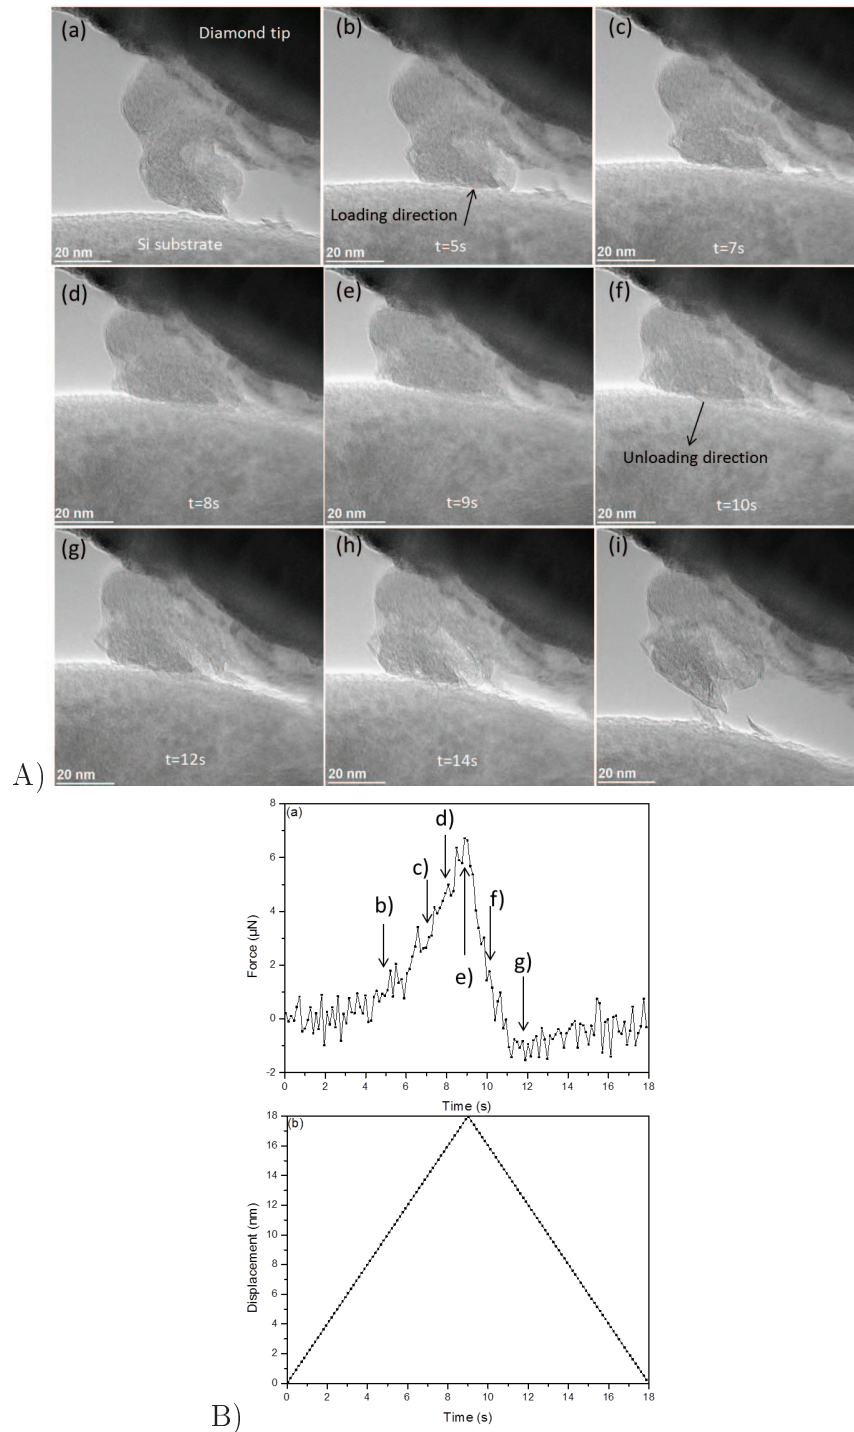 (a) (b) (c)
Diamond tip
Loading direction
Si substrate t=5s t=7s
20 nm 20 nm 20 nm
(d) (e) (f)
Unloading direction
t=8s t=9s t=10s
20 nm 20 nm 20 nm
(g) (h) (i)
t=12s t=14s
20 nm 20 nm 20 nm
A)
8 (a)
d)
6
c)
b) f)
4
e) g)
Force (µN)
2
0
-2
0 2 4 6 8 10 12 14 16 18
Time (s)
18 (b)
16
14
12
10
Displacement (nm)
8
6
4
2
0
0 2 4 6 8 10 12 14 16 18
Time (s)
B)